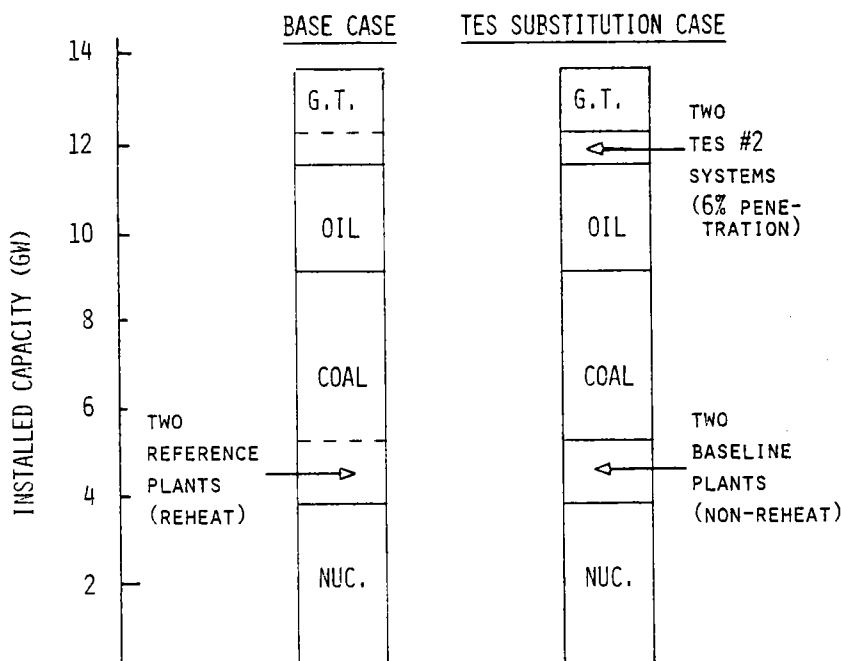 BASE CASE
TES SUBSTITUTION CASE
INSTALLED CAPACITY (GW)
14
12
10
8
6
4
2
G.T.
OIL
COAL
NUC.
TWO
REFERENCE
PLANTS
(REHEAT)
G.T.
OIL
COAL
NUC.
TWO
TES #2
SYSTEMS
(6% PENE-
TRATION)
TWO
BASELINE
PLANTS
(NON-REHEAT)